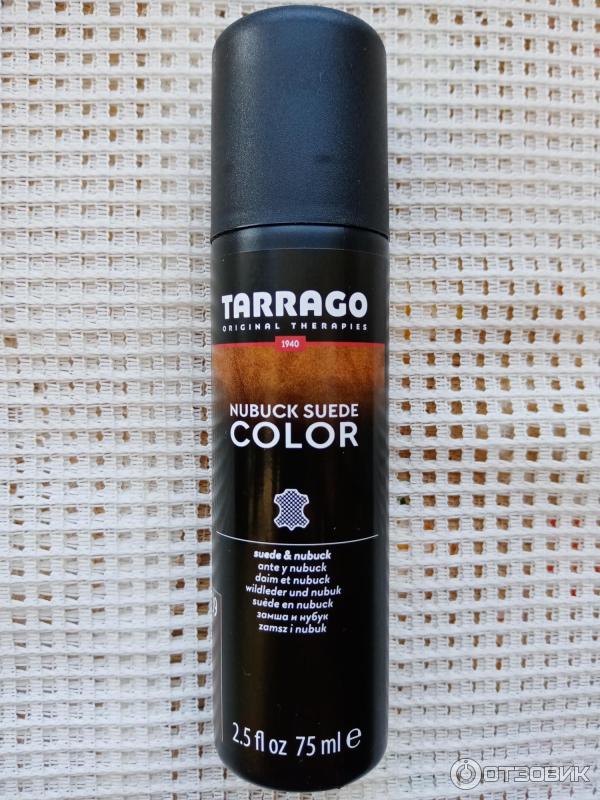 TARRAGO
ORIGINAL THERAPIES
1940
NUBUCK SUEDE
COLOR
suede & nubuck
ante y nubuck
daim et nubuck
wildleder und nubuk
suède en nubuck
замша и нубук
zamsz i nubuk
2.5 fl oz 75 ml ℮
ОТЗОВИК